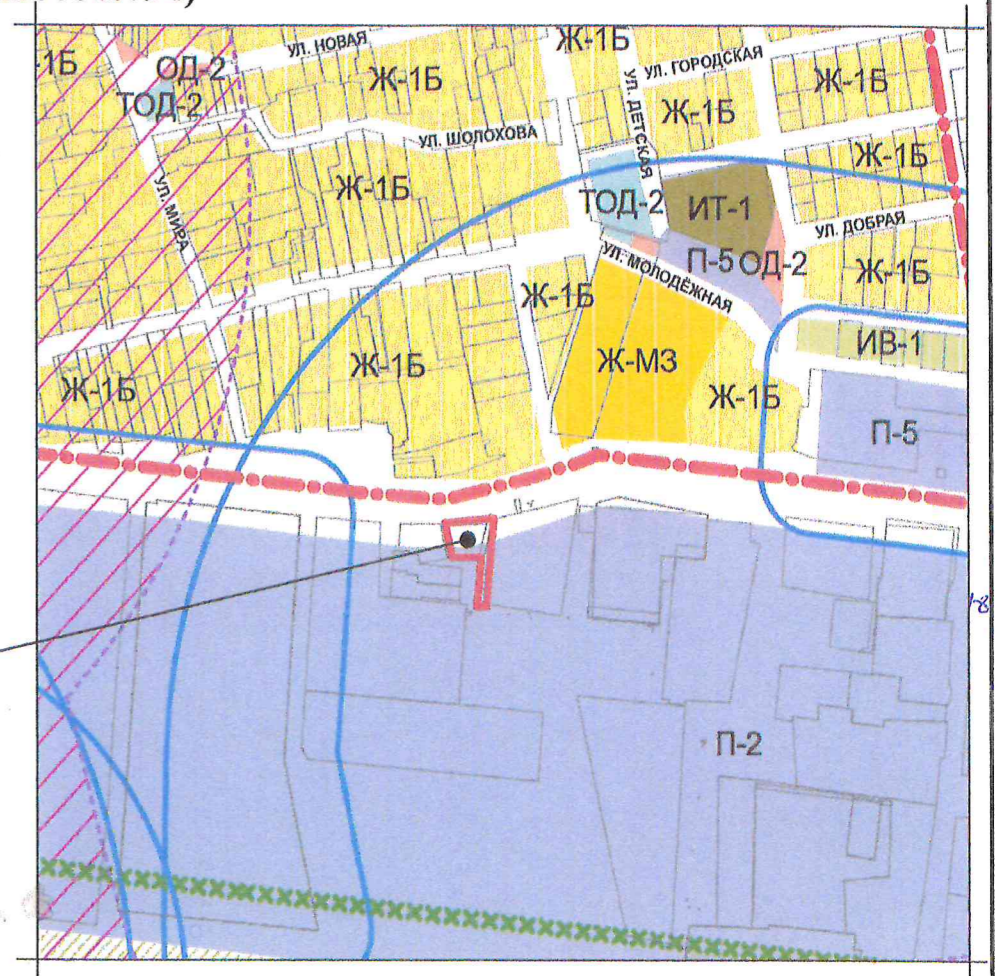 УЛ. НОВАЯ
Ж-1Б
УЛ. ГОРОДСКАЯ
-1Б
ОД-2
Ж-1Б
Ж-1Б
ТОД-2
УЛ. ДЕТСКАЯ
Ж-1Б
УЛ. ШОЛОХОВА
Ж-1Б
Ж-1Б
УЛ. МИРА
ТОД-2
ИТ-1
УЛ. ДОБРАЯ
П-5
ОД-2
УЛ. МОЛОДЁЖНАЯ
Ж-1Б
Ж-1Б
ИВ-1
Ж-1Б
Ж-МЗ
Ж-1Б
Ж-1Б
П-5
П-2